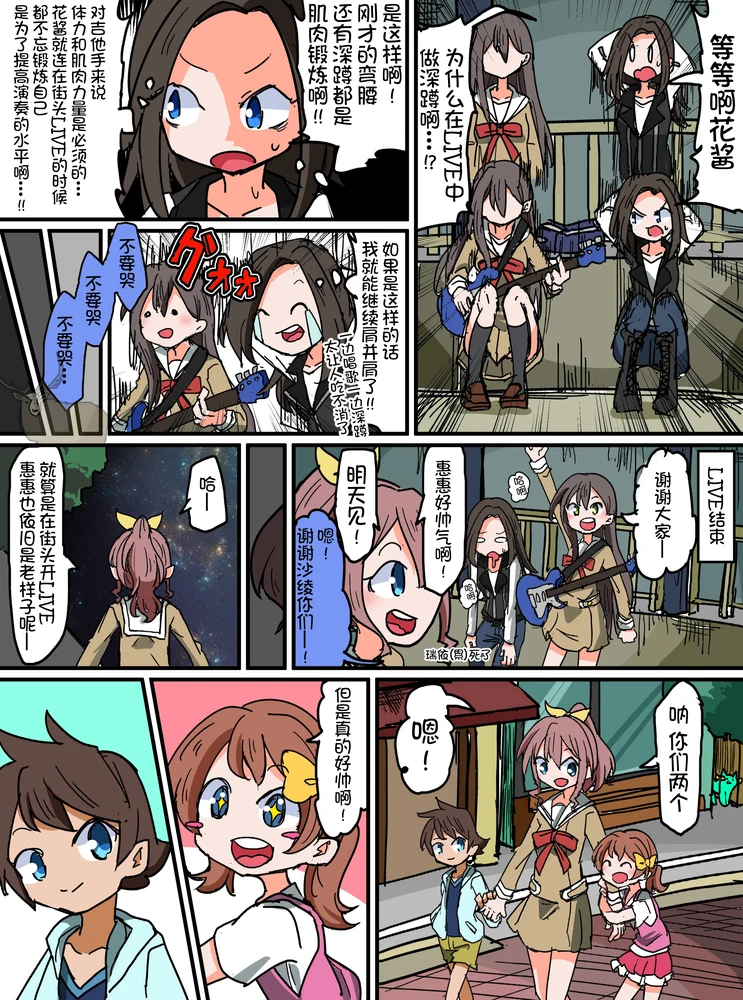 等等啊花酱
为什么在LIVE中
做深蹲啊…!?
是这样啊！
刚才的弯腰
还有深蹲都是
肌肉锻炼啊!!
对吉他手来说
体力和肌肉力量是必须的…
花酱就连在街头LIVE的时候
都不忘锻炼自己
是为了提高演奏的水平啊…!!
如果是这样的话
我就能继续肩并肩了!!
一边唱歌一边深蹲
太让人吃不消了
グオォォ
不要哭
不要哭
不要哭…
LIVE结束
谢谢大家—
哈啊
哈啊
瑞依(累)死了
惠惠好帅气啊！
明天见！
嗯！
谢谢沙绫你们—！
哈—
就算是在街头开LIVE
惠惠也依旧是老样子呢—
呐 你们两个
嗯！
但是真的好帅啊！